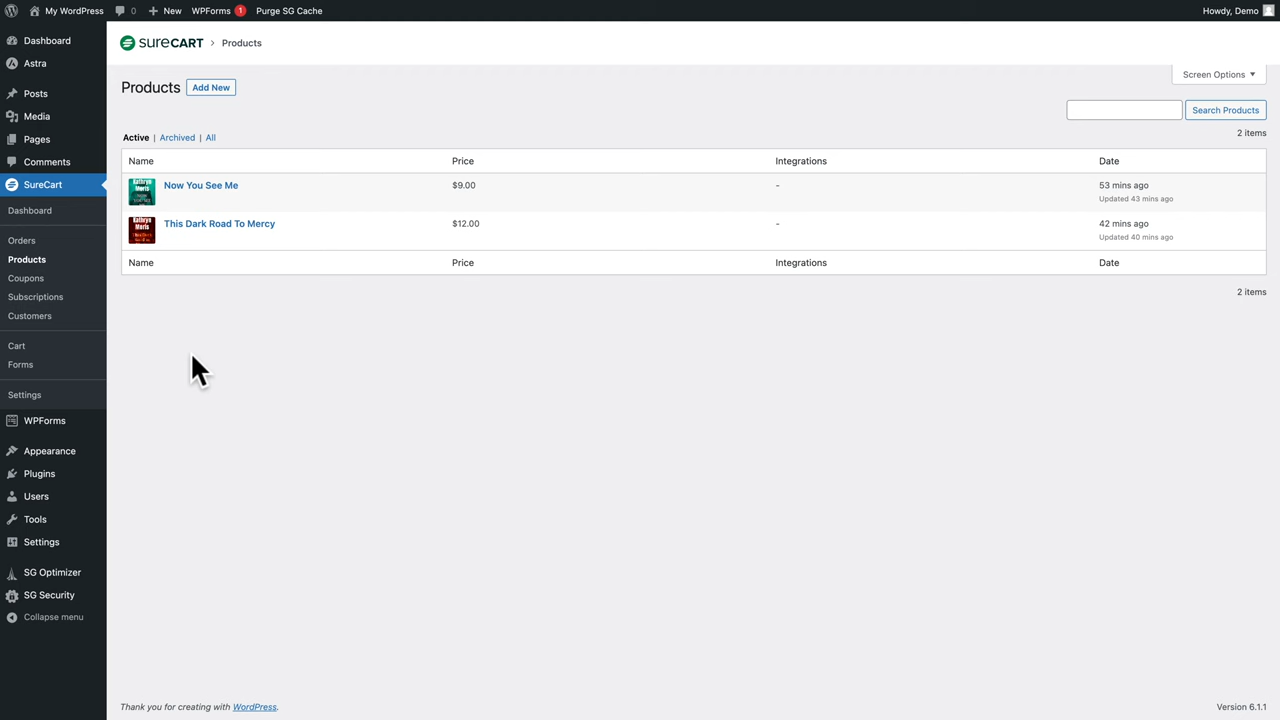 My WordPress 0 New WPForms 1 Purge SG Cache Howdy, Demo
Dashboard
Astra
Posts
Media
Pages
Comments
SureCart
Dashboard
Orders
Products
Coupons
Subscriptions
Customers
Cart
Forms
Settings
WPForms
Appearance
Plugins
Users
Tools
Settings
SG Optimizer
SG Security
Collapse menu
SURECART > Products
Screen Options
Products Add New
Search Products
Active | Archived | All
2 items
Name Price Integrations Date
Kathryn
Moris
Now You See Me $9.00 - 53 mins ago
Updated 43 mins ago
Kathryn
Moris
This Dark Road To Mercy $12.00 - 42 mins ago
Updated 40 mins ago
Name Price Integrations Date
2 items
Thank you for creating with WordPress.
Version 6.1.1